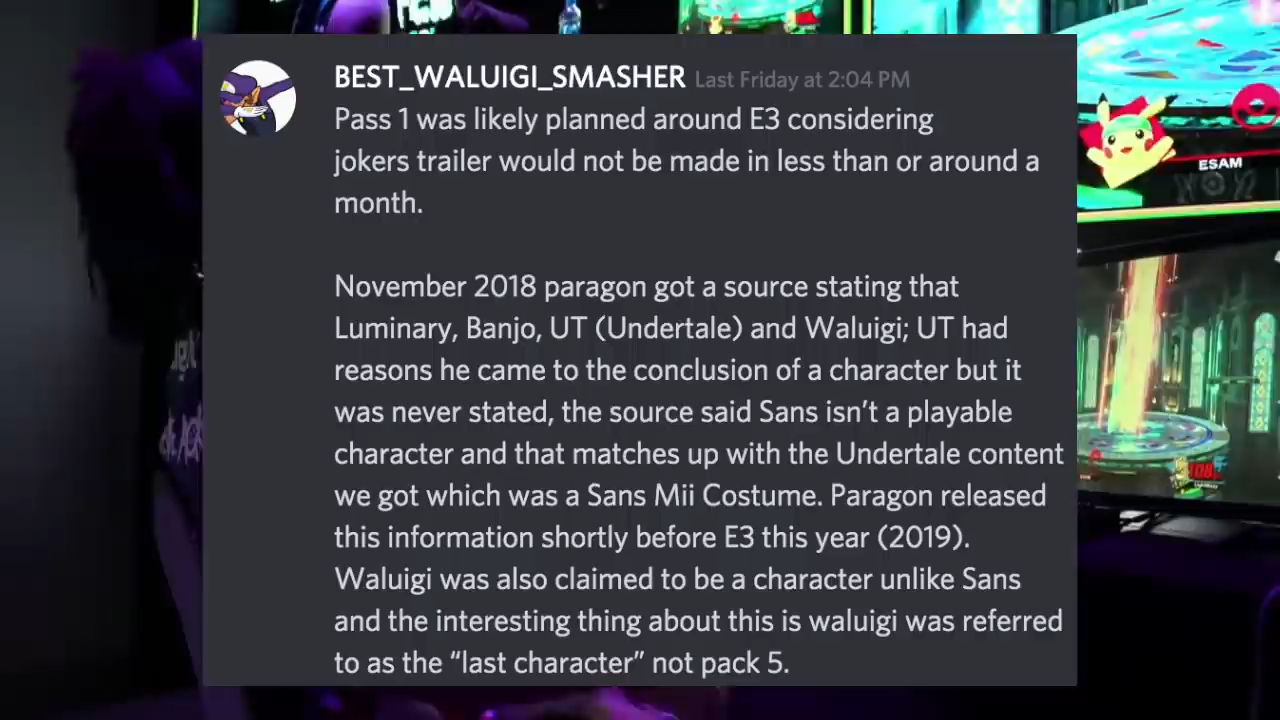 BEST_WALUIGI_SMASHER Last Friday at 2:04 PM
Pass 1 was likely planned around E3 considering
jokers trailer would not be made in less than or around a
month.
November 2018 paragon got a source stating that
Luminary, Banjo, UT (Undertale) and Waluigi; UT had
reasons he came to the conclusion of a character but it
was never stated, the source said Sans isn't a playable
character and that matches up with the Undertale content
we got which was a Sans Mii Costume. Paragon released
this information shortly before E3 this year (2019).
Waluigi was also claimed to be a character unlike Sans
and the interesting thing about this is waluigi was referred
to as the “last character” not pack 5.
ESAM
108